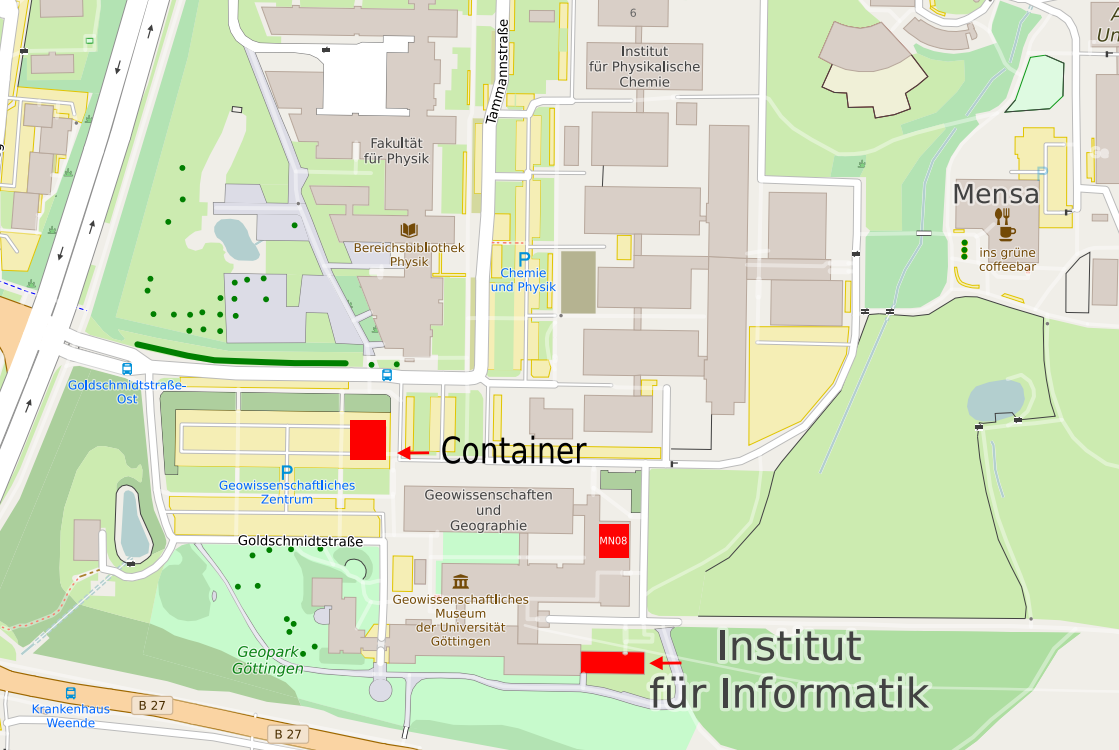 6
Institut
für Physikalische
Chemie
Tammannstraße
Fakultät
für Physik
Bereichsbibliothek
Physik
P
Chemie
und Physik
Mensa
ins grüne
coffeebar
Goldschmidtstraße-
Ost
Container
P
Geowissenschaftliches
Zentrum
Geowissenschaften
und
Geographie
MN08
Goldschmidtstraße
Geowissenschaftliches
Museum
der Universität
Göttingen
Geopark
Göttingen
Institut
für Informatik
Krankenhaus
Weende
B 27
B 27